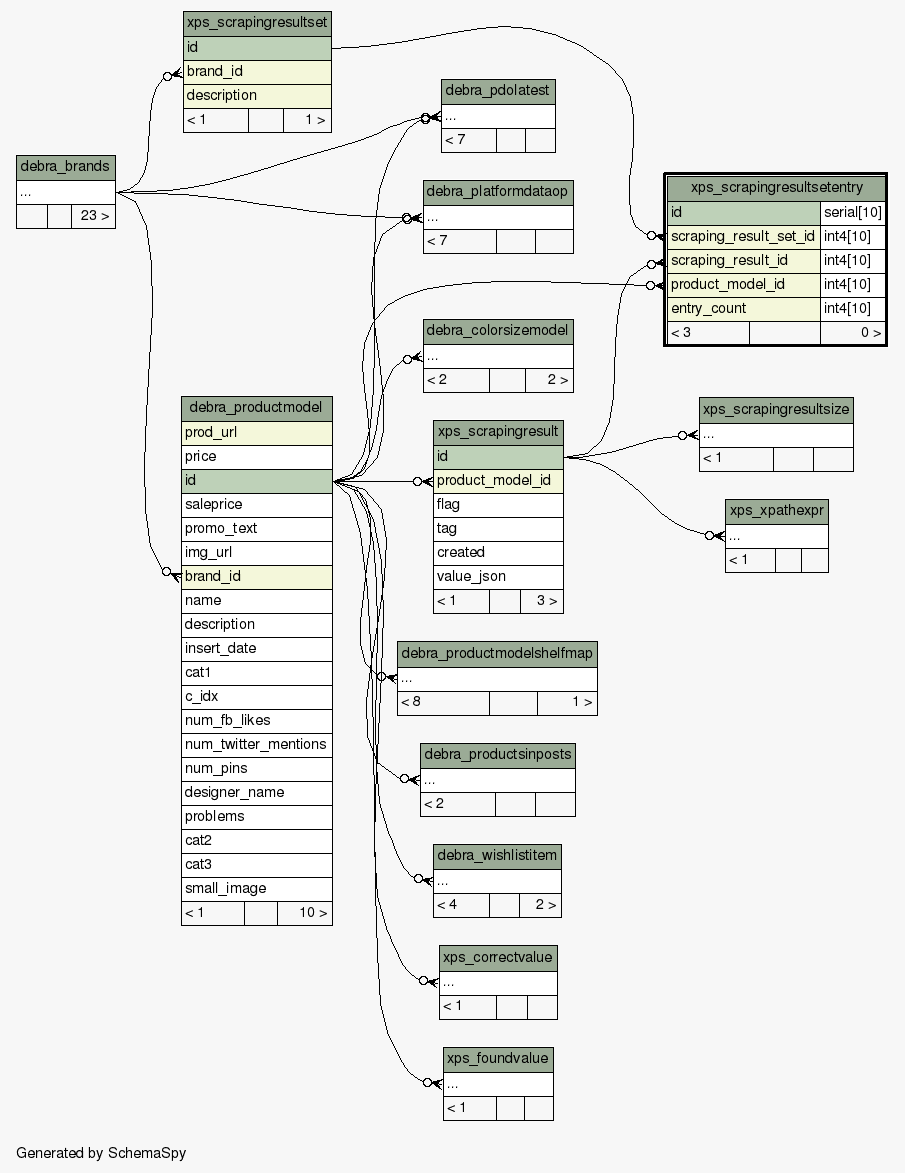 xps_scrapingresultset
id
brand_id
description
< 1 1 >
debra_brands
...
23 >
debra_pdolatest
...
< 7
debra_platformdataop
...
< 7
xps_scrapingresultsetentry
id serial[10]
scraping_result_set_id int4[10]
scraping_result_id int4[10]
product_model_id int4[10]
entry_count int4[10]
< 3 0 >
debra_colorsizemodel
...
< 2 2 >
debra_productmodel
prod_url
price
id
saleprice
promo_text
img_url
brand_id
name
description
insert_date
cat1
c_idx
num_fb_likes
num_twitter_mentions
num_pins
designer_name
problems
cat2
cat3
small_image
< 1 10 >
xps_scrapingresult
id
product_model_id
flag
tag
created
value_json
< 1 3 >
xps_scrapingresultsize
...
< 1
xps_xpathexpr
...
< 1
debra_productmodelshelfmap
...
< 8 1 >
debra_productsinposts
...
< 2
debra_wishlistitem
...
< 4 2 >
xps_correctvalue
...
< 1
xps_foundvalue
...
< 1
Generated by SchemaSpy